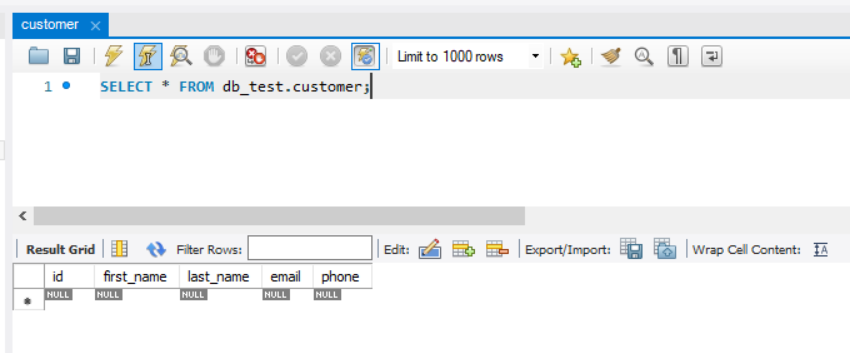 customer
Limit to 1000 rows
1 SELECT * FROM db_test.customer;
Result Grid Filter Rows: Edit: Export/Import: Wrap Cell Content: IA
id first_name last_name email phone
* NULL NULL NULL NULL NULL